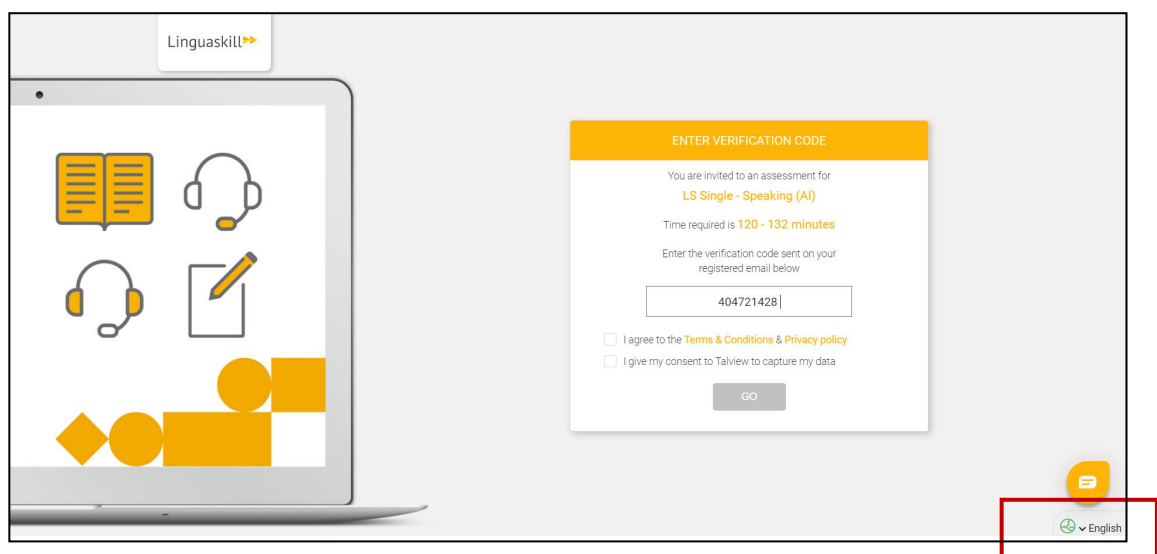 Linguaskill
ENTER VERIFICATION CODE
You are invited to an assessment for
LS Single - Speaking (AI)
Time required is 120 - 132 minutes
Enter the verification code sent on your
registered email below
404721428
I agree to the Terms & Conditions & Privacy policy
I give my consent to Talview to capture my data
GO
English